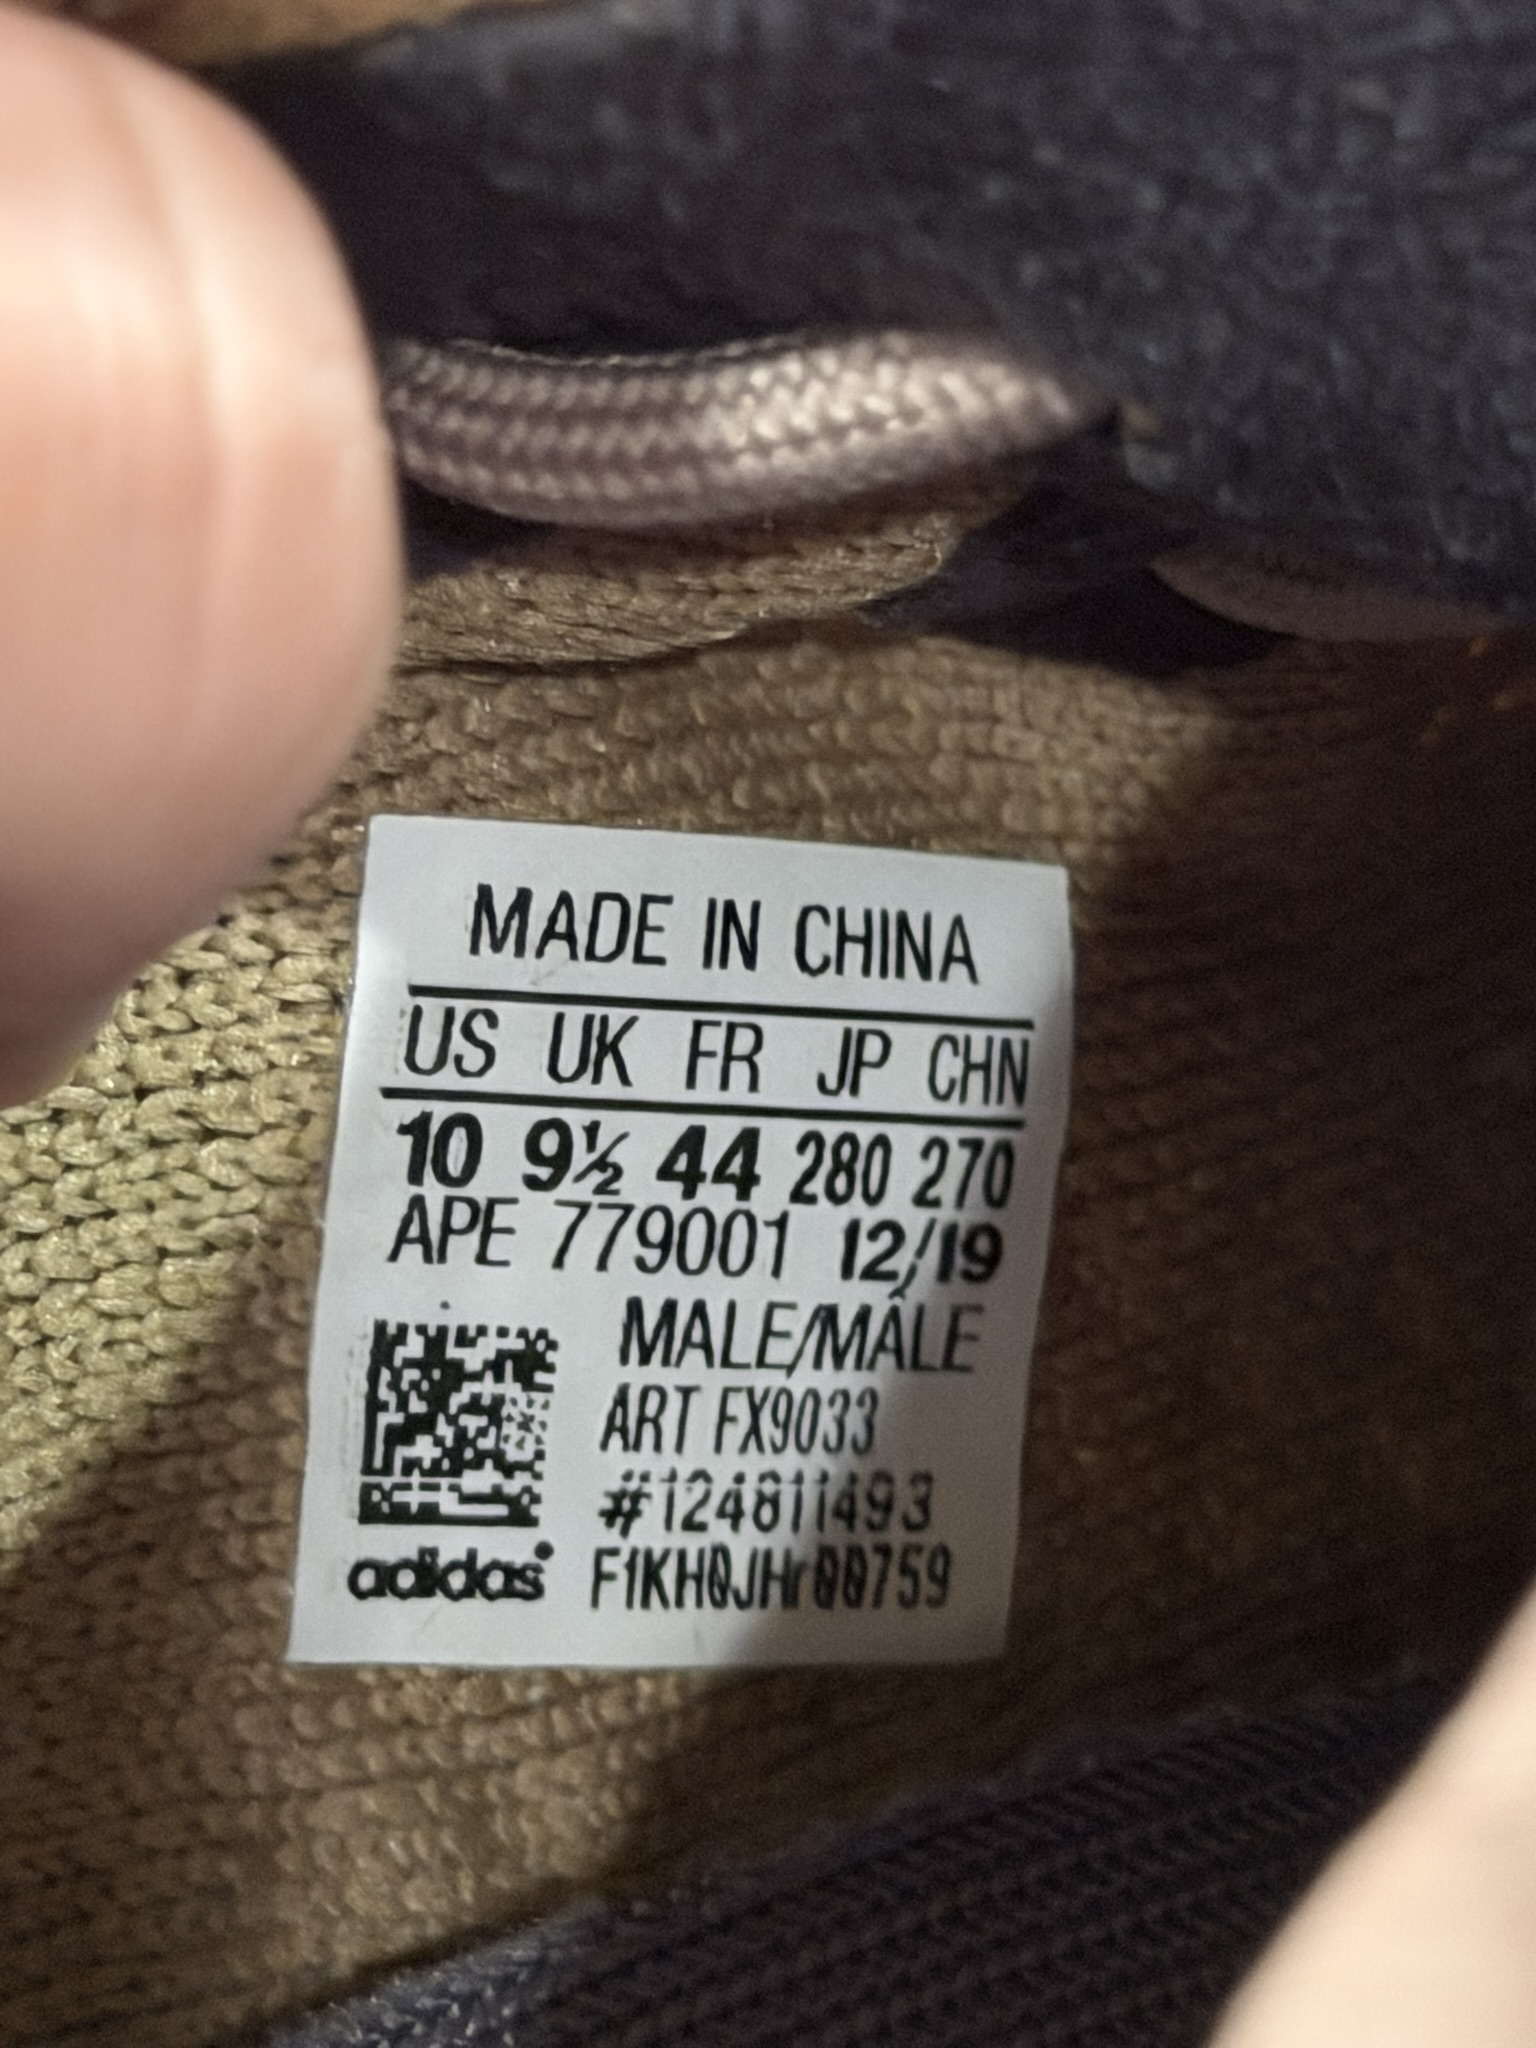 MADE IN CHINA
US UK FR JP CHN
10 9½ 44 280 270
APE 779001 12/19
MALE/MÂLE
ART FX9033
#124811493
adidas